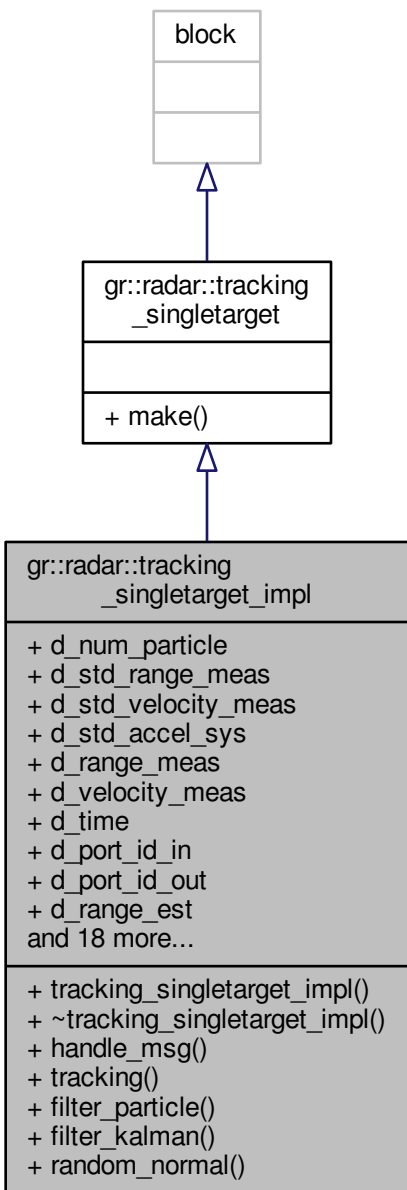 block
gr::radar::tracking
_singletarget
+ make()
gr::radar::tracking
_singletarget_impl
+ d_num_particle
+ d_std_range_meas
+ d_std_velocity_meas
+ d_std_accel_sys
+ d_range_meas
+ d_velocity_meas
+ d_time
+ d_port_id_in
+ d_port_id_out
+ d_range_est
and 18 more...
+ tracking_singletarget_impl()
+ ~tracking_singletarget_impl()
+ handle_msg()
+ tracking()
+ filter_particle()
+ filter_kalman()
+ random_normal()